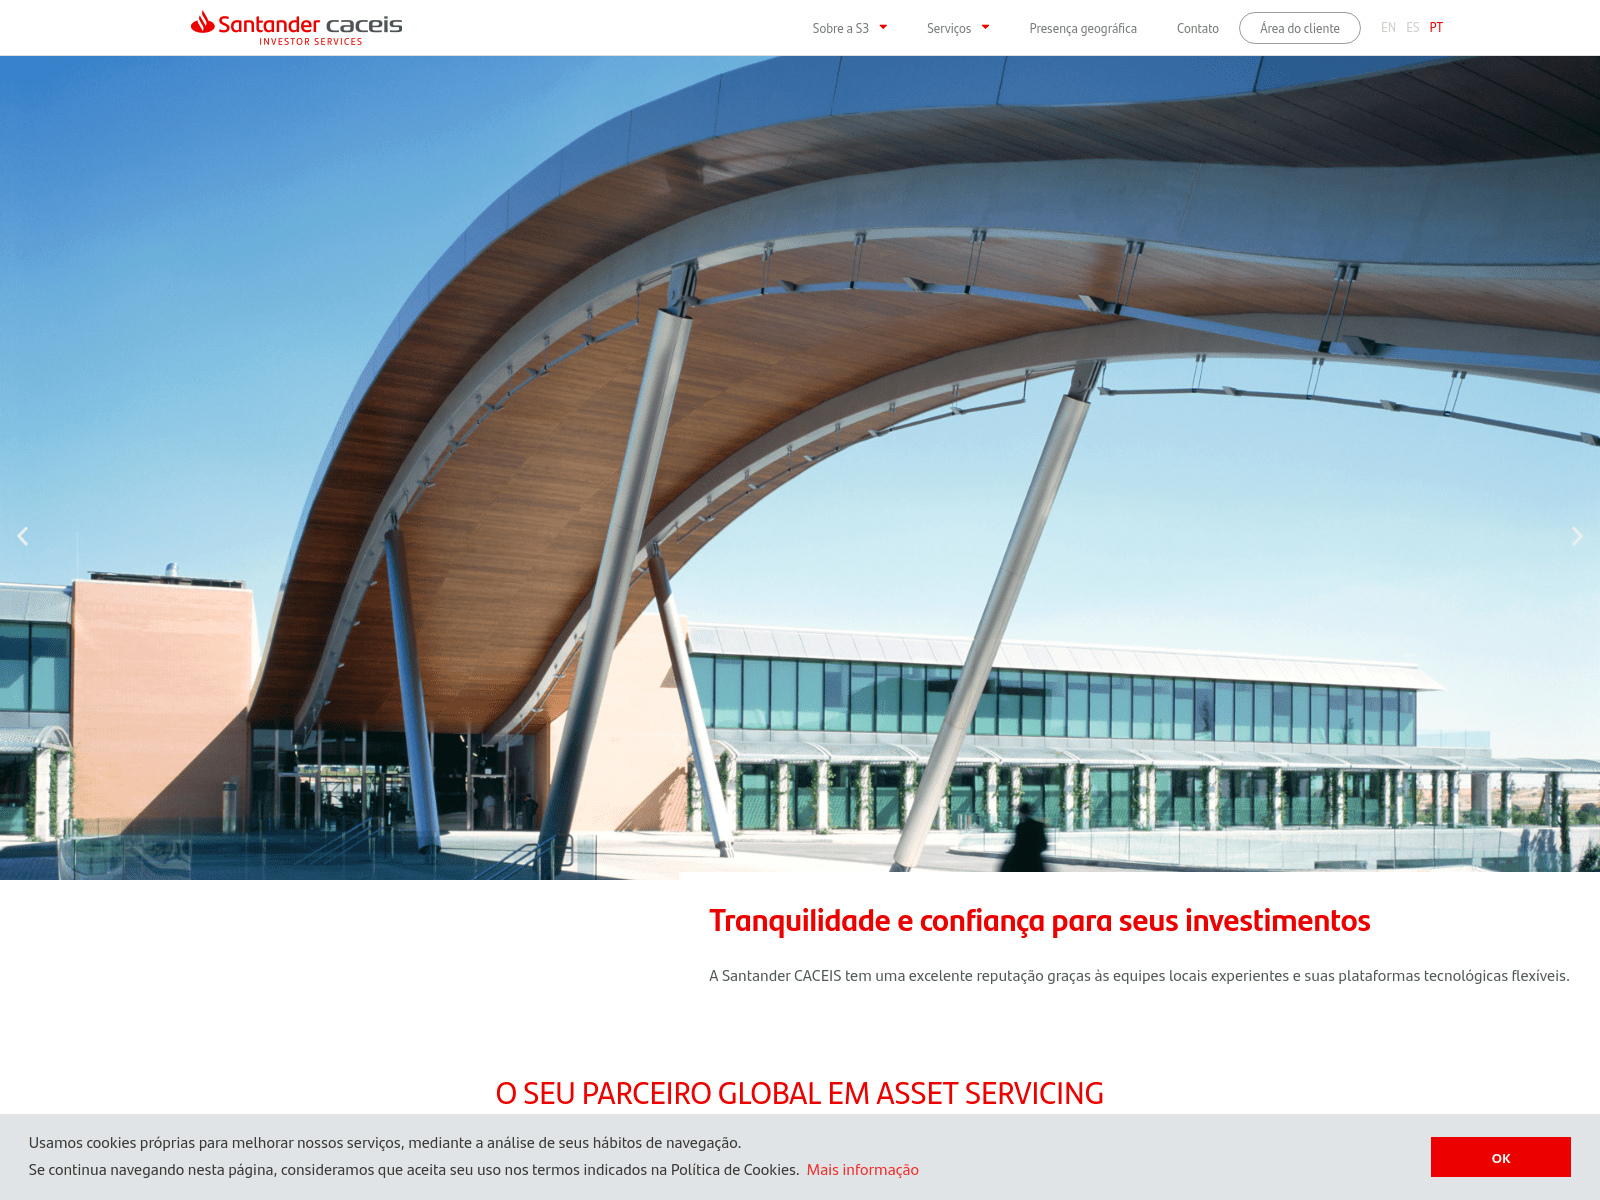 Santander caceis
INVESTOR SERVICES
Sobre a S3
Serviços
Presença geográfica
Contato
Área do cliente
EN ES PT
Tranquilidade e confiança para seus investimentos
A Santander CACEIS tem uma excelente reputação graças às equipes locais experientes e suas plataformas tecnológicas flexíveis.
O SEU PARCEIRO GLOBAL EM ASSET SERVICING
Usamos cookies próprias para melhorar nossos serviços, mediante a análise de seus hábitos de navegação.
Se continua navegando nesta página, consideramos que aceita seu uso nos termos indicados na Política de Cookies. Mais informação
OK